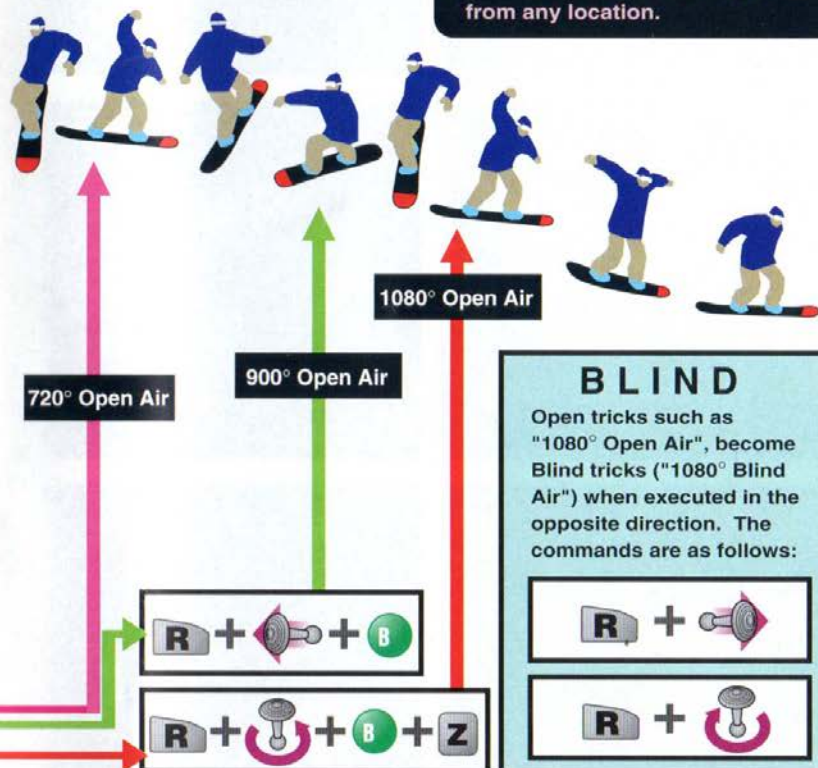 from any location.
1080° Open Air
900° Open Air
720° Open Air
BLIND
Open tricks such as
"1080° Open Air", become
Blind tricks ("1080° Blind
Air") when executed in the
opposite direction. The
commands are as follows:
R + + B
R +
R + + B + Z
R +